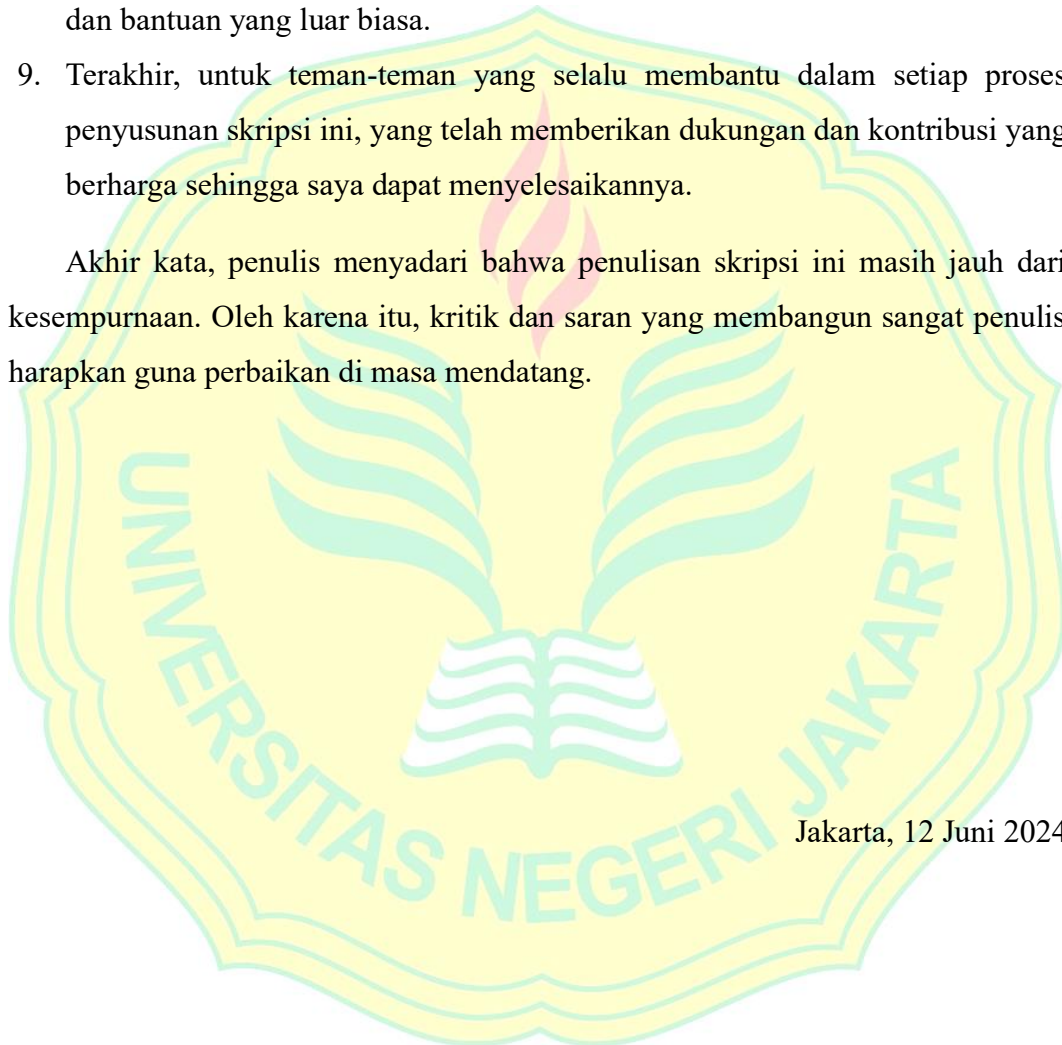 dan bantuan yang luar biasa.
9. Terakhir, untuk teman-teman yang selalu membantu dalam setiap proses
penyusunan skripsi ini, yang telah memberikan dukungan dan kontribusi yang
berharga sehingga saya dapat menyelesaikannya.
Akhir kata, penulis menyadari bahwa penulisan skripsi ini masih jauh dari
kesempurnaan. Oleh karena itu, kritik dan saran yang membangun sangat penulis
harapkan guna perbaikan di masa mendatang.
UNIVERSITAS NEGERI JAKARTA
Jakarta, 12 Juni 2024